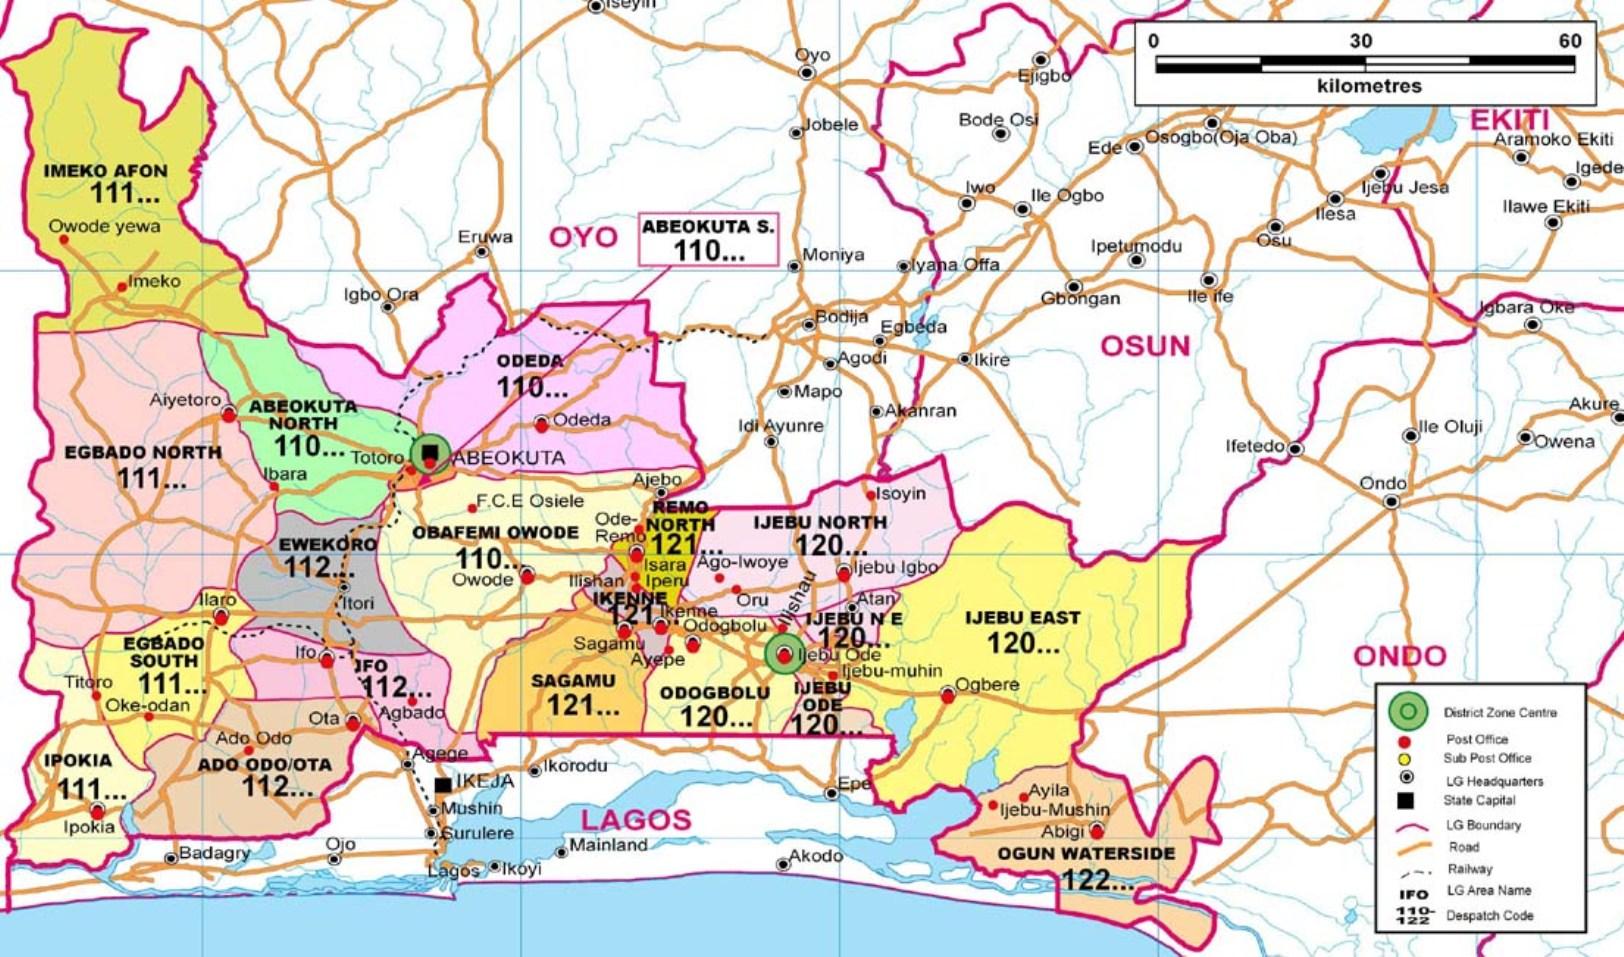 Iseyin
Oyo
Ejigbo
0 30 60
kilometres
EKITI
Jobele
Bode Osi
Ede
Osogbo(Oja Oba)
Aramoko Ekiti
Igede
IMEKO AFON
111...
Iwo
Ile Ogbo
Ijebu Jesa
Ilesa
Ilawe Ekiti
Owode yewa
Eruwa
OYO
ABEOKUTA S.
110...
Moniya
Iyana Offa
Ipetumodu
Osu
Imeko
Igbo Ora
Gbongan
Ile ife
Igbara Oke
Bodija
Egbeda
OSUN
ODEDA
110...
Agodi
Ikire
Mapo
Aiyetoro
ABEOKUTA
NORTH
110...
Odeda
Idi Ayunre
Akanran
Akure
Ile Oluji
Owena
Ifetedo
EGBADO NORTH
111...
Totoro
ABEOKUTA
Ibara
Ajebo
Isoyin
Ondo
F.C.E Osiele
REMO
NORTH
121...
Ode-
Remo
IJEBU NORTH
120...
EWEKORO
112...
OBAFEMI OWODE
110...
Owode
Isara
Ago-Iwoye
Ijebu Igbo
Ilishan
Iperu
Itori
IKENNE
121...
Ikenne
Oru
Ilishau
Atan
Ilaro
IJEBU N E
120...
IJEBU EAST
120...
EGBADO
SOUTH
111...
Odogbolu
Sagamu
Ayepe
Ijebu Ode
Ijebu-muhin
Ifo
IFO
112...
ONDO
Titoro
Oke-odan
SAGAMU
121...
ODOGBOLU
120...
IJEBU
ODE
120...
Ogbere
Ota
Agbado
Ado Odo
ADO ODO/OTA
112...
IPOKIA
111...
Ipokia
Agege
IKEJA
Ikorodu
Epe
Mushin
Surulere
LAGOS
Mainland
Ayila
Ijebu-Mushin
Abigi
OGUN WATERSIDE
122...
Badagry
Ojo
Lagos
Ikoyi
Akodo
District Zone Centre
Post Office
Sub Post Office
LG Headquarters
State Capital
LG Boundary
Road
Railway
IFO LG Area Name
110-
122 Despatch Code